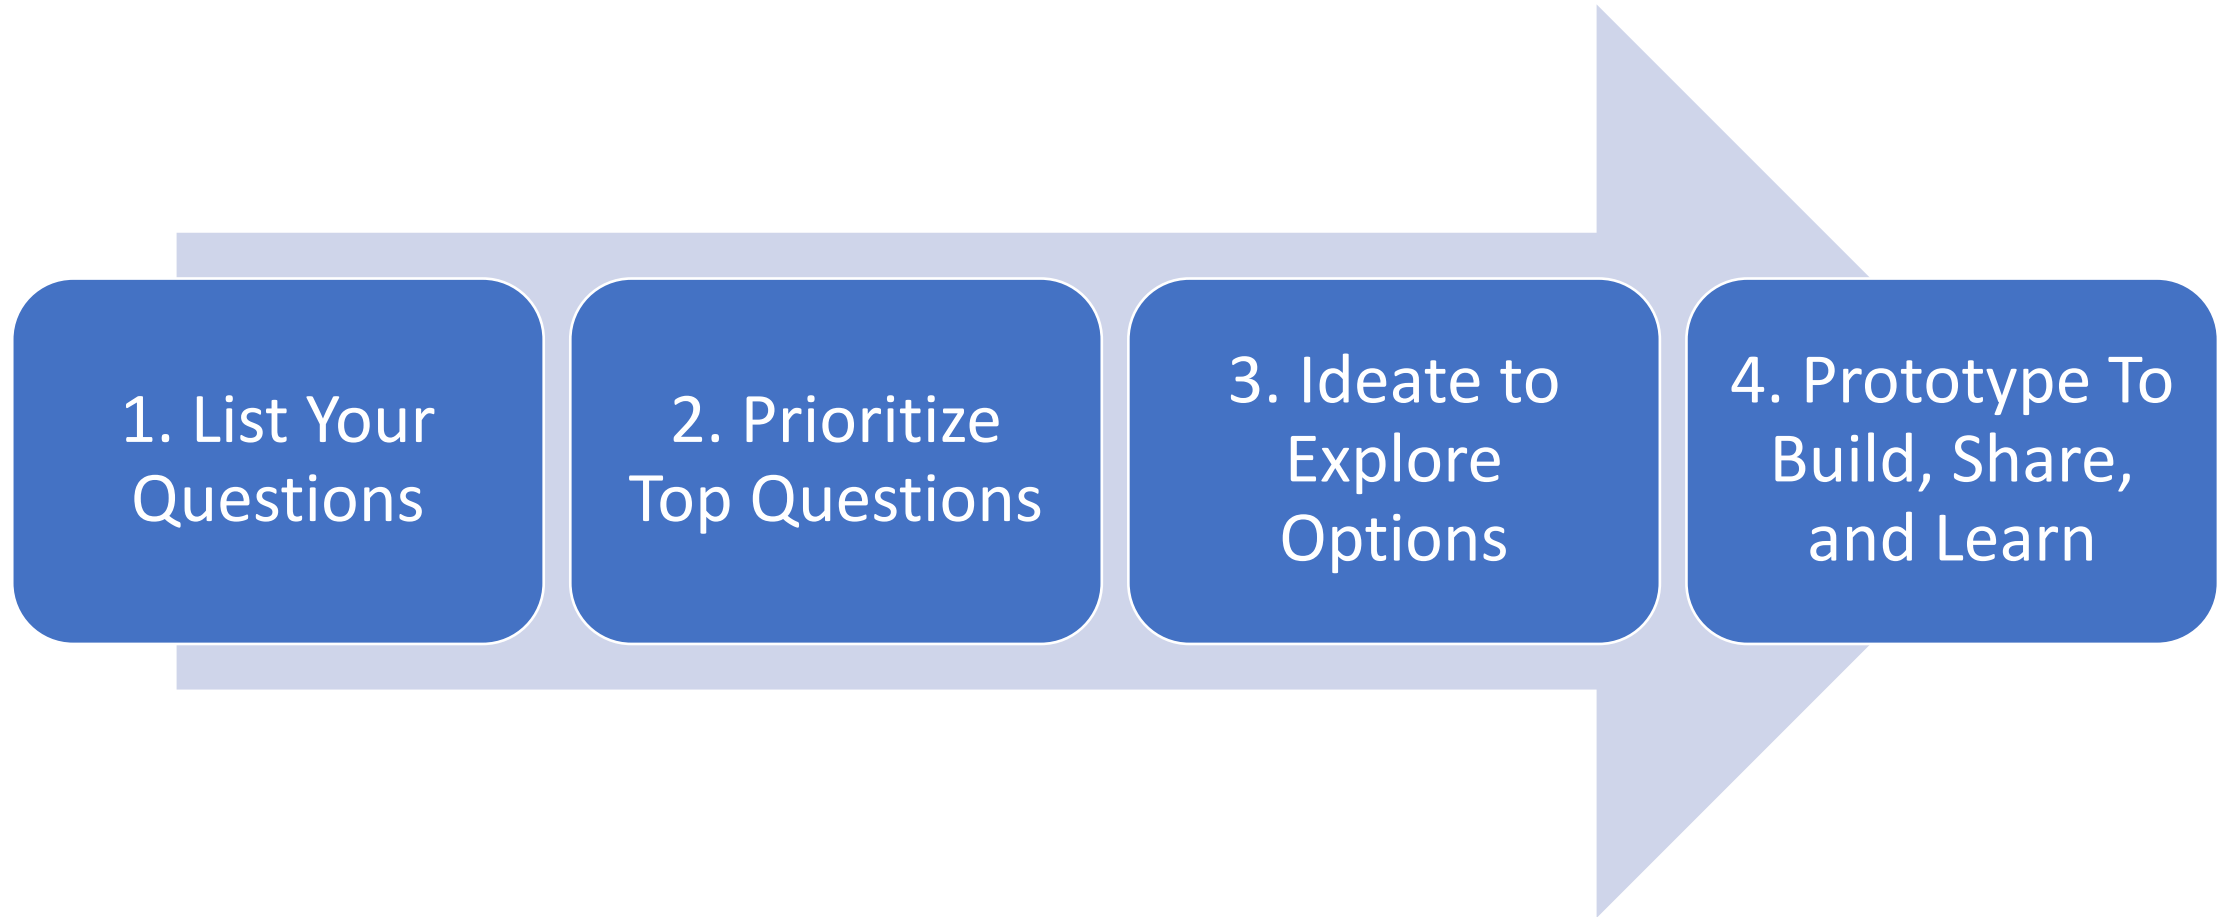 1. List Your
Questions
2. Prioritize
Top Questions
3. Ideate to
Explore
Options
4. Prototype To
Build, Share,
and Learn